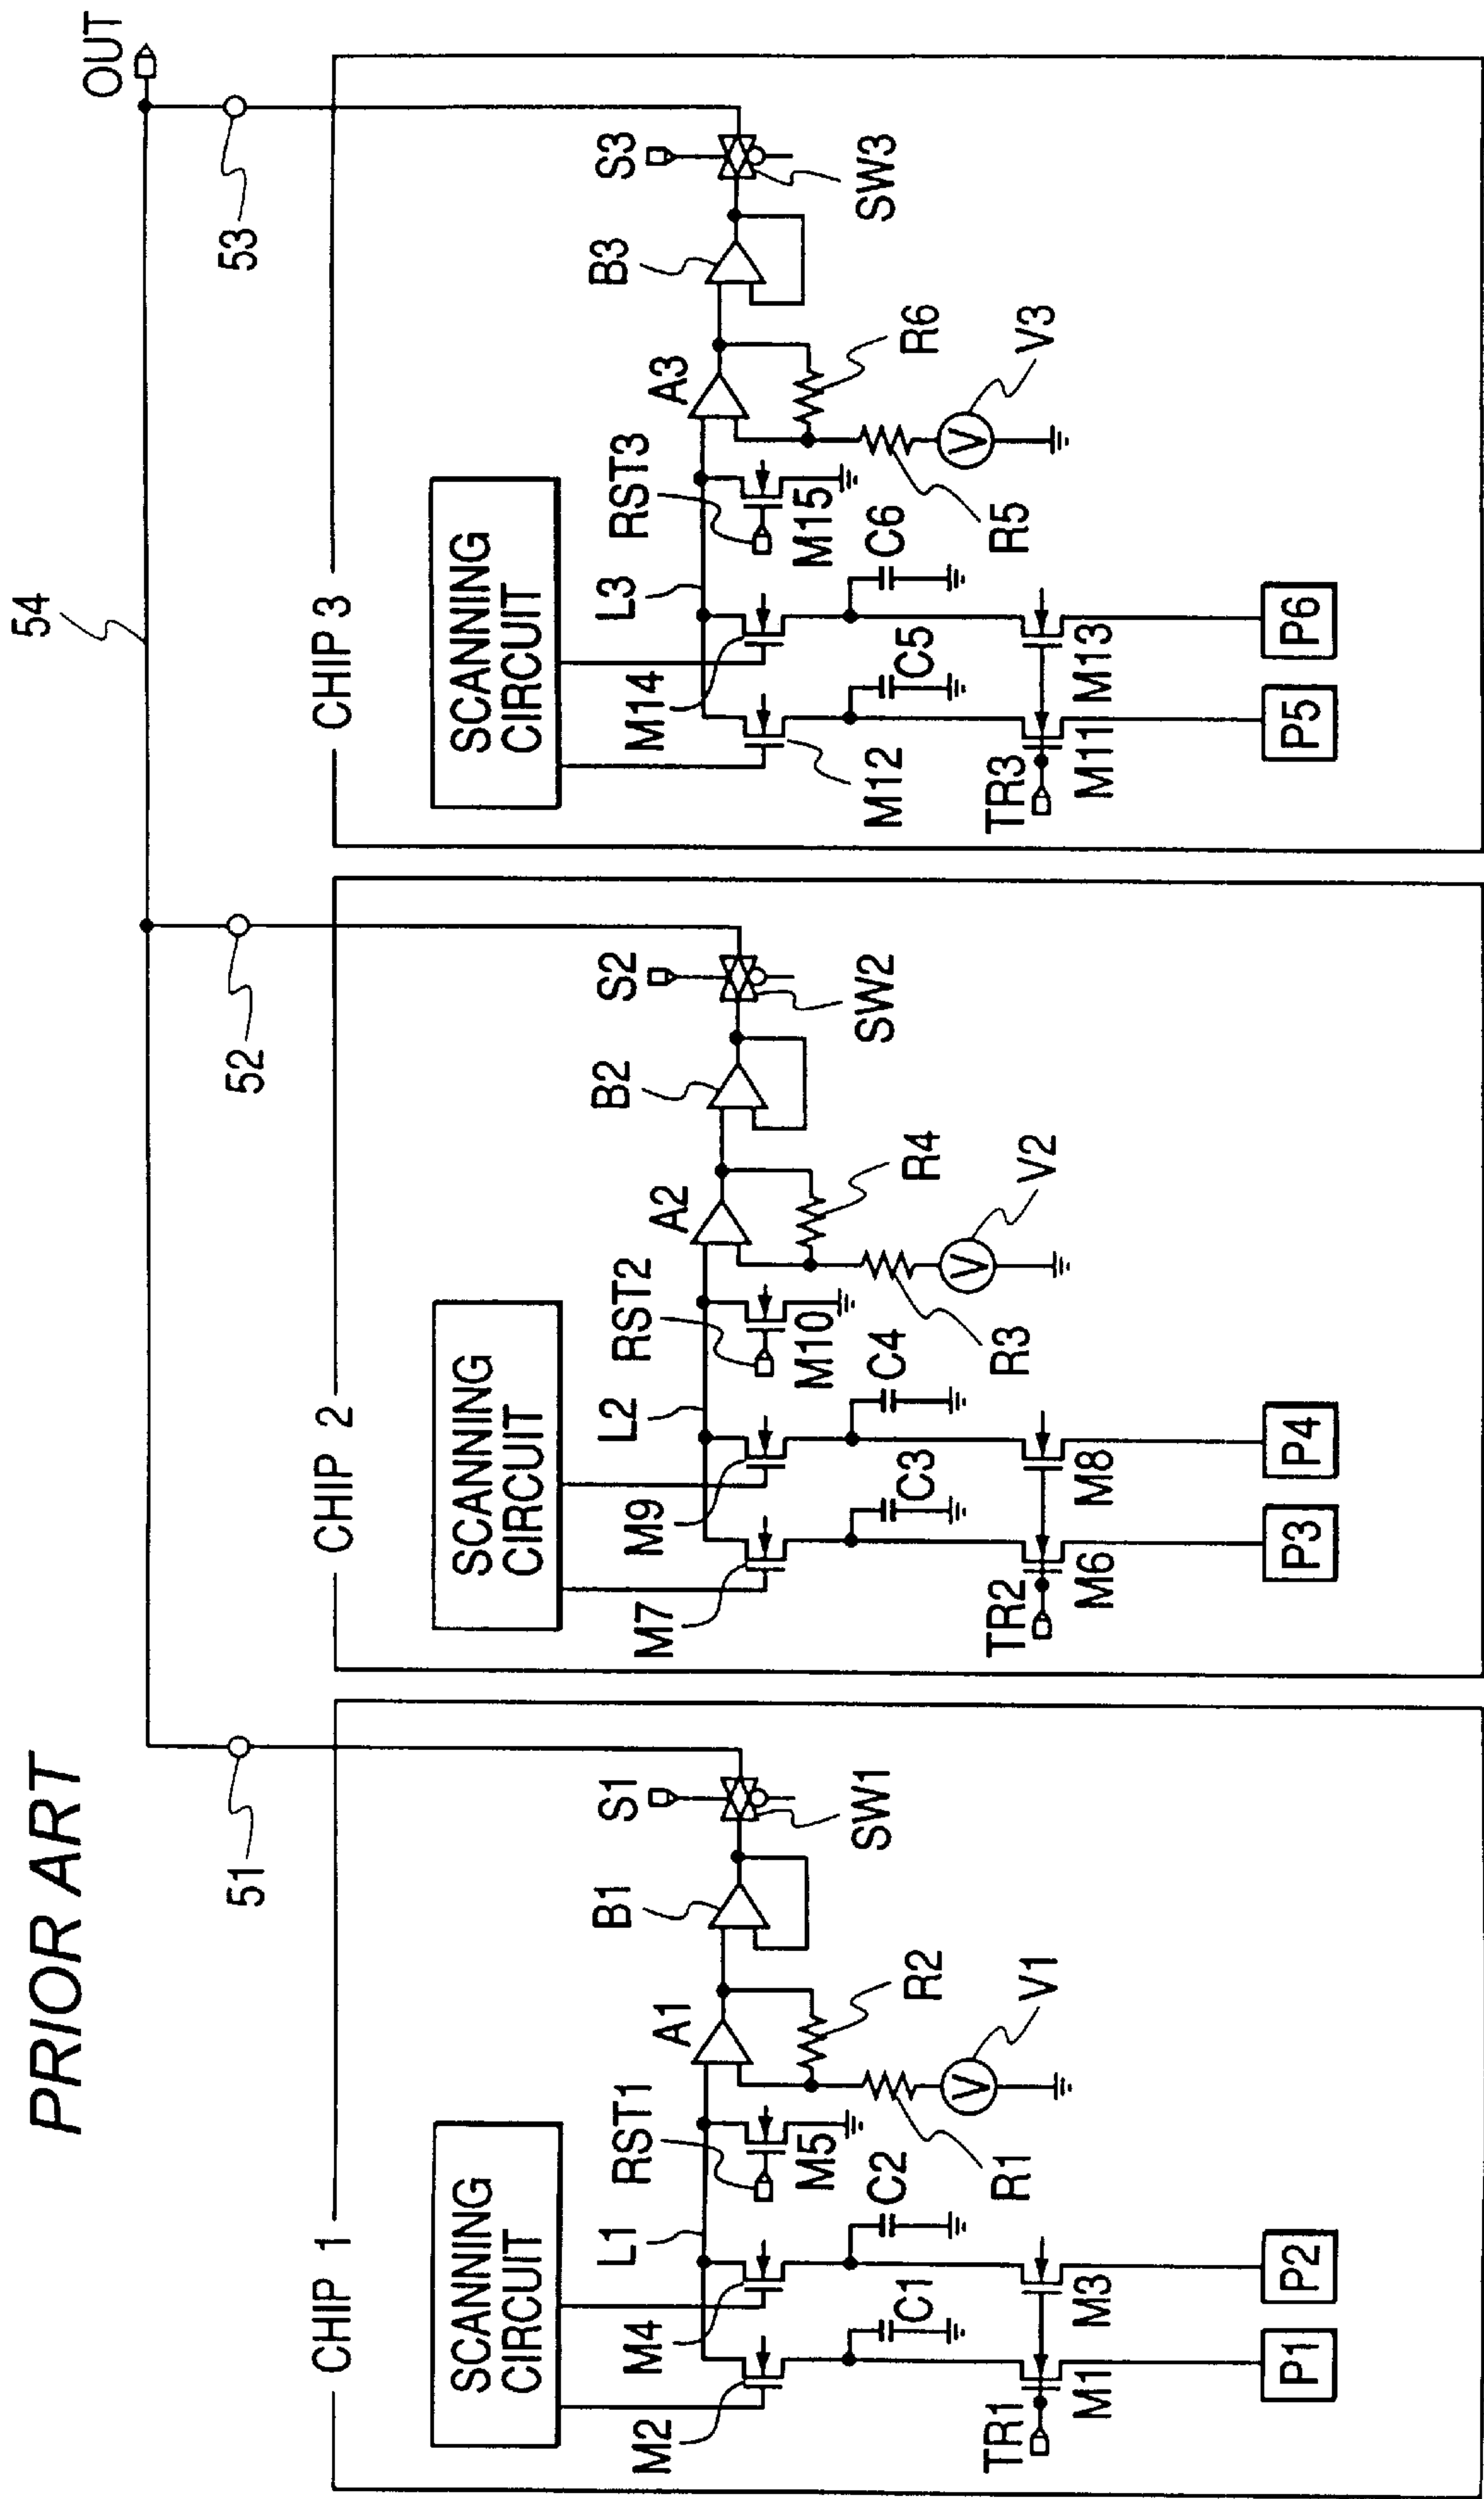 PRIOR ART
54
OUT
51
52
53
CHIP 1
SCANNING
CIRCUIT
L1
RST1
A1
B1
S1
M4
M2
M5
SW1
C1
C2
R2
R1
V1
TR1
M1
M3
P1
P2
CHIP 2
SCANNING
CIRCUIT
L2
RST2
A2
B2
S2
M9
M7
M10
SW2
C3
C4
R4
R3
V2
TR2
M6
M8
P3
P4
CHIP 3
SCANNING
CIRCUIT
L3
RST3
A3
B3
S3
M14
M12
M15
SW3
C5
C6
R6
R5
V3
TR3
M11
M13
P5
P6
V
V
V